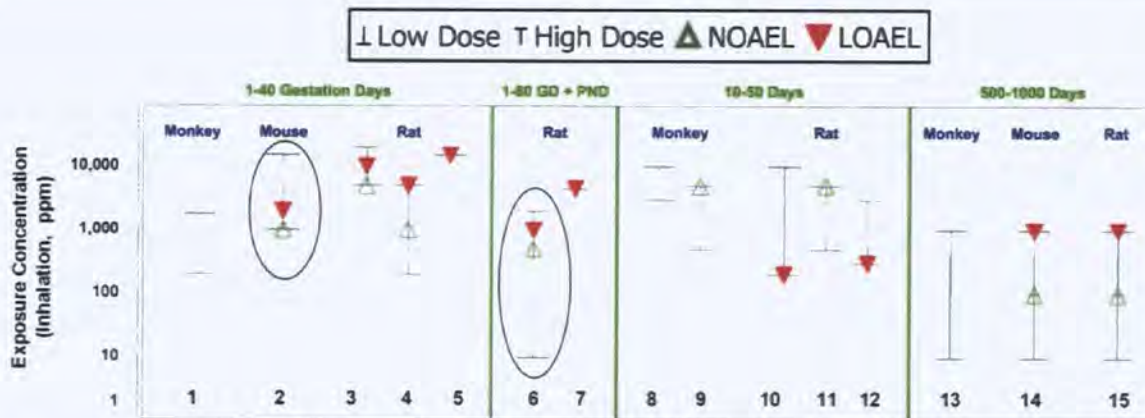 ⊥ Low Dose ⊤ High Dose △ NOAEL ▼ LOAEL
1-40 Gestation Days 1-80 GD + PND 10-50 Days 500-1000 Days
Monkey Mouse Rat Rat Monkey Rat Monkey Mouse Rat
Exposure Concentration
(Inhalation, ppm)
10,000
1,000
100
10
1
1 2 3 4 5 6 7 8 9 10 11 12 13 14 15